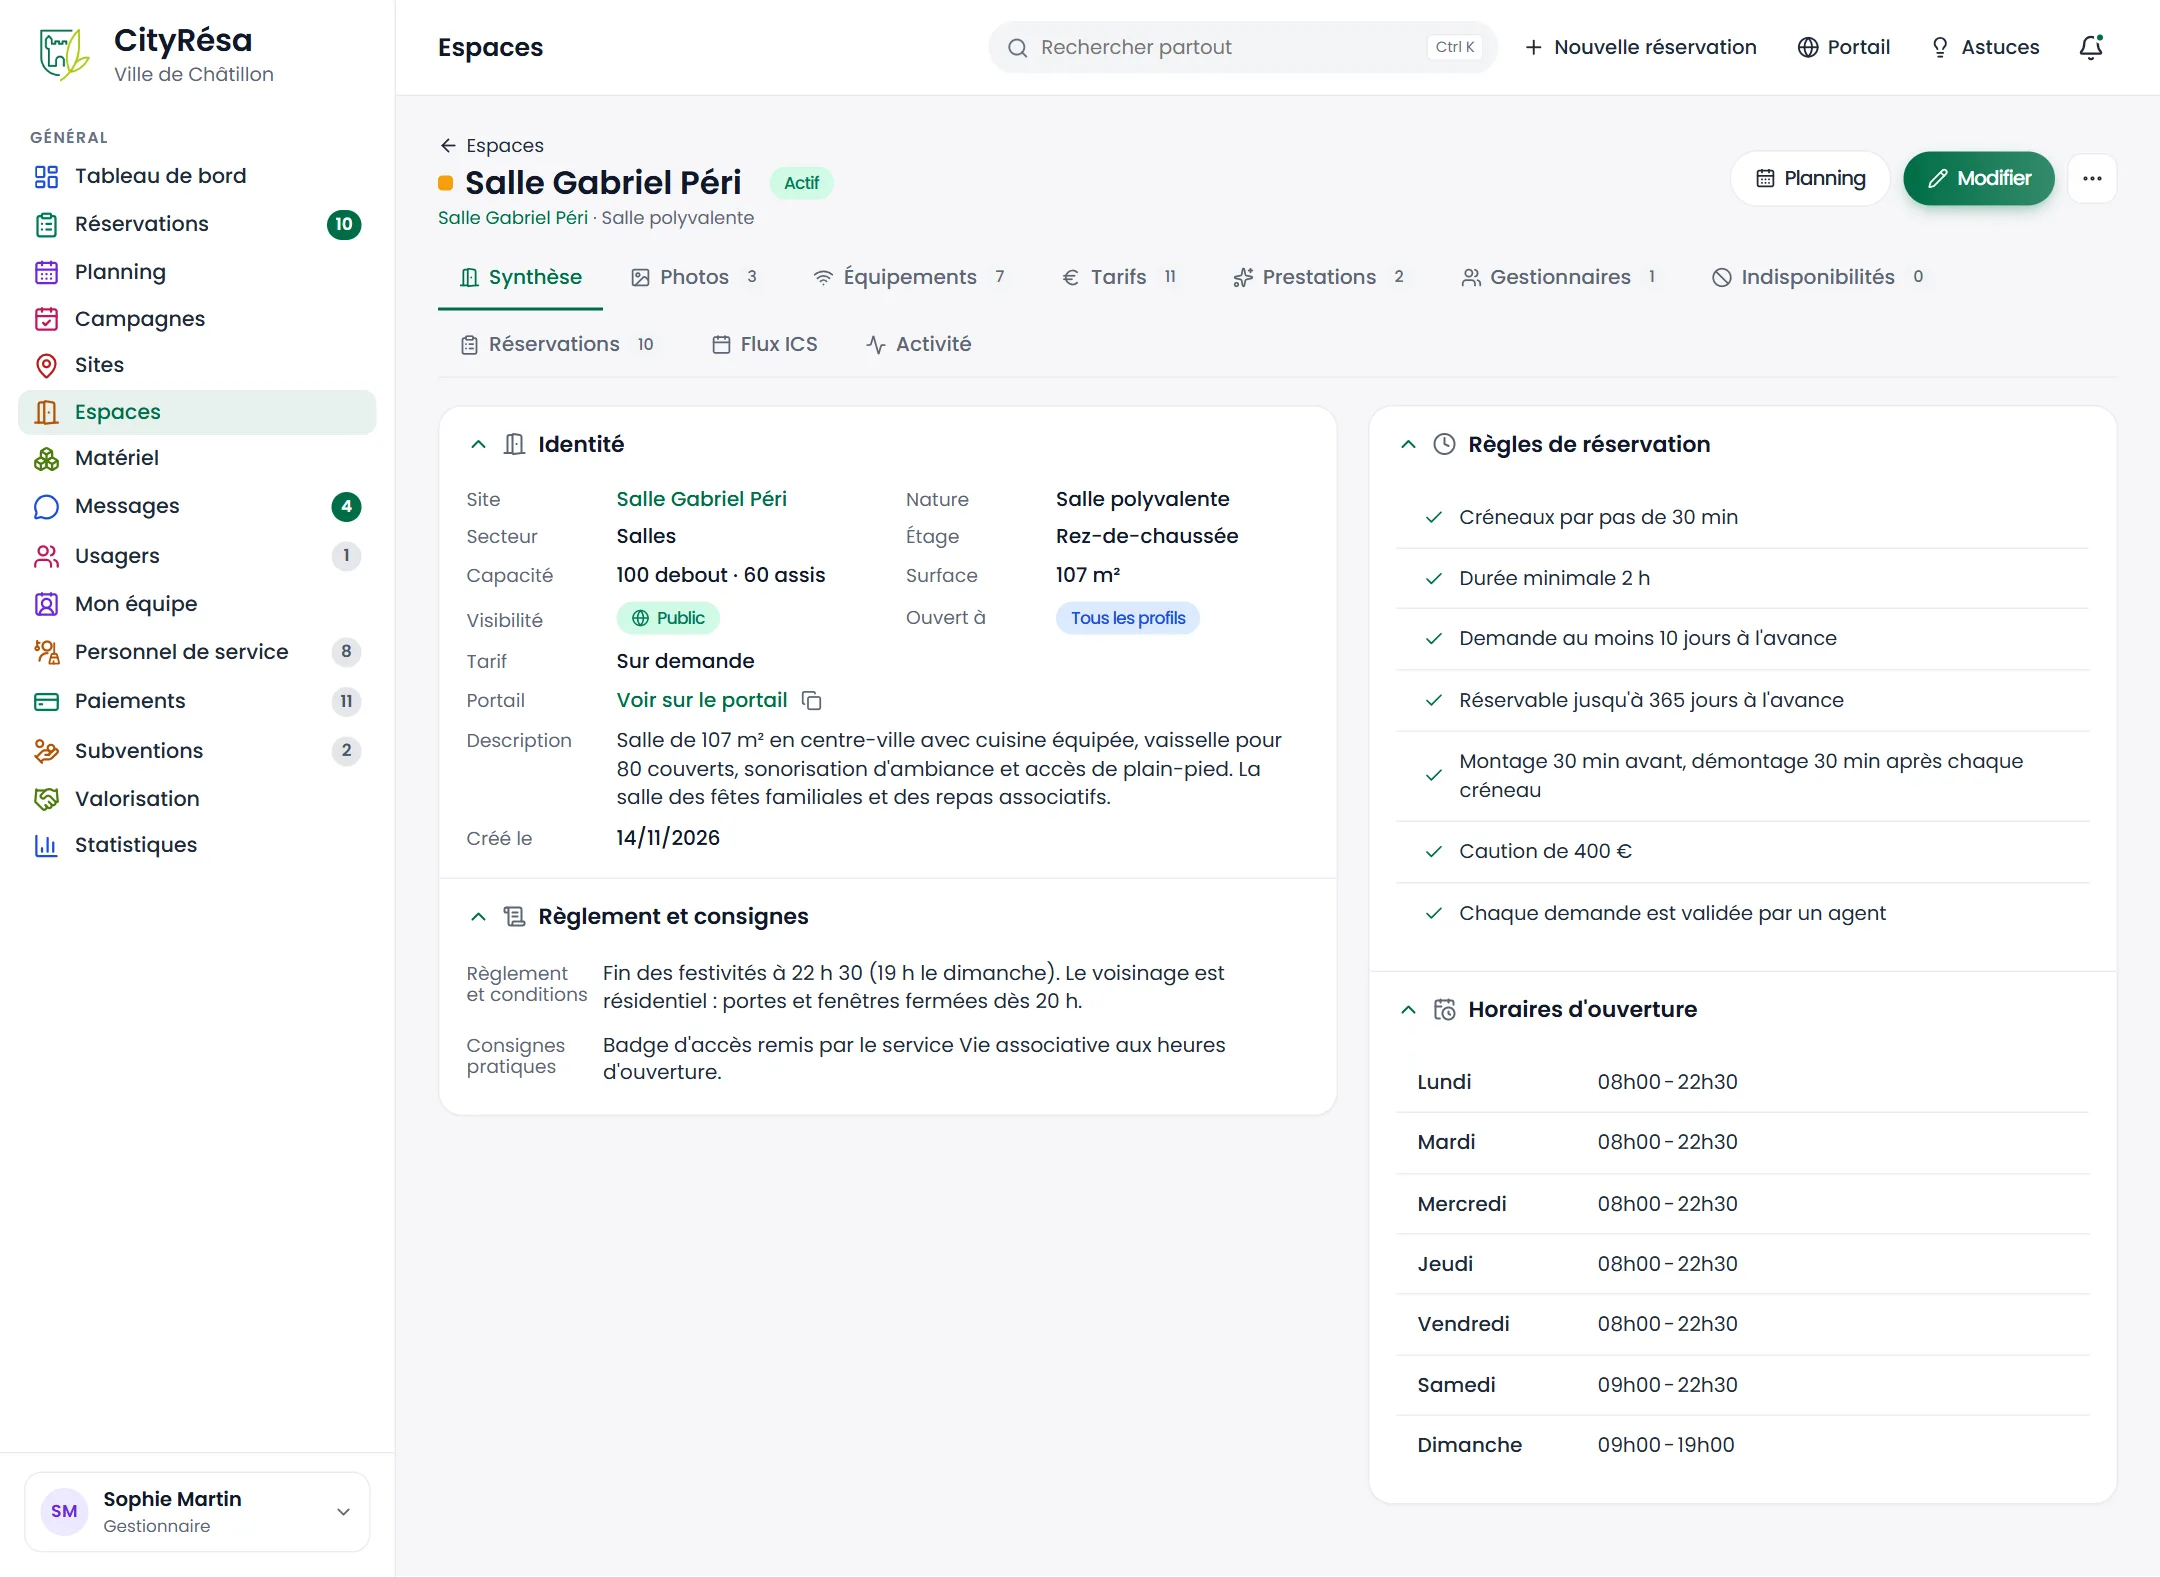 CityRésa
Ville de Châtillon
GÉNÉRAL
Tableau de bord
Réservations 10
Planning
Campagnes
Sites
Espaces
Matériel
Messages 4
Usagers 1
Mon équipe
Personnel de service 8
Paiements 11
Subventions 2
Valorisation
Statistiques
SM
Sophie Martin
Gestionnaire
Espaces
Rechercher partout Ctrl K
Nouvelle réservation
Portail
Astuces
Espaces
Salle Gabriel Péri Actif
Salle Gabriel Péri · Salle polyvalente
Planning
Modifier
Synthèse
Photos 3
Équipements 7
Tarifs 11
Prestations 2
Gestionnaires 1
Indisponibilités 0
Réservations 10
Flux ICS
Activité
Identité
Site Salle Gabriel Péri
Nature Salle polyvalente
Secteur Salles
Étage Rez-de-chaussée
Capacité 100 debout · 60 assis
Surface 107 m²
Visibilité Public
Ouvert à Tous les profils
Tarif Sur demande
Portail Voir sur le portail
Description Salle de 107 m² en centre-ville avec cuisine équipée, vaisselle pour
80 couverts, sonorisation d'ambiance et accès de plain-pied. La
salle des fêtes familiales et des repas associatifs.
Créé le 14/11/2026
Règlement et consignes
Règlement
et conditions
Fin des festivités à 22 h 30 (19 h le dimanche). Le voisinage est
résidentiel : portes et fenêtres fermées dès 20 h.
Consignes
pratiques
Badge d'accès remis par le service Vie associative aux heures
d'ouverture.
Règles de réservation
Créneaux par pas de 30 min
Durée minimale 2 h
Demande au moins 10 jours à l'avance
Réservable jusqu'à 365 jours à l'avance
Montage 30 min avant, démontage 30 min après chaque
créneau
Caution de 400 €
Chaque demande est validée par un agent
Horaires d'ouverture
Lundi 08h00 - 22h30
Mardi 08h00 - 22h30
Mercredi 08h00 - 22h30
Jeudi 08h00 - 22h30
Vendredi 08h00 - 22h30
Samedi 09h00 - 22h30
Dimanche 09h00 - 19h00